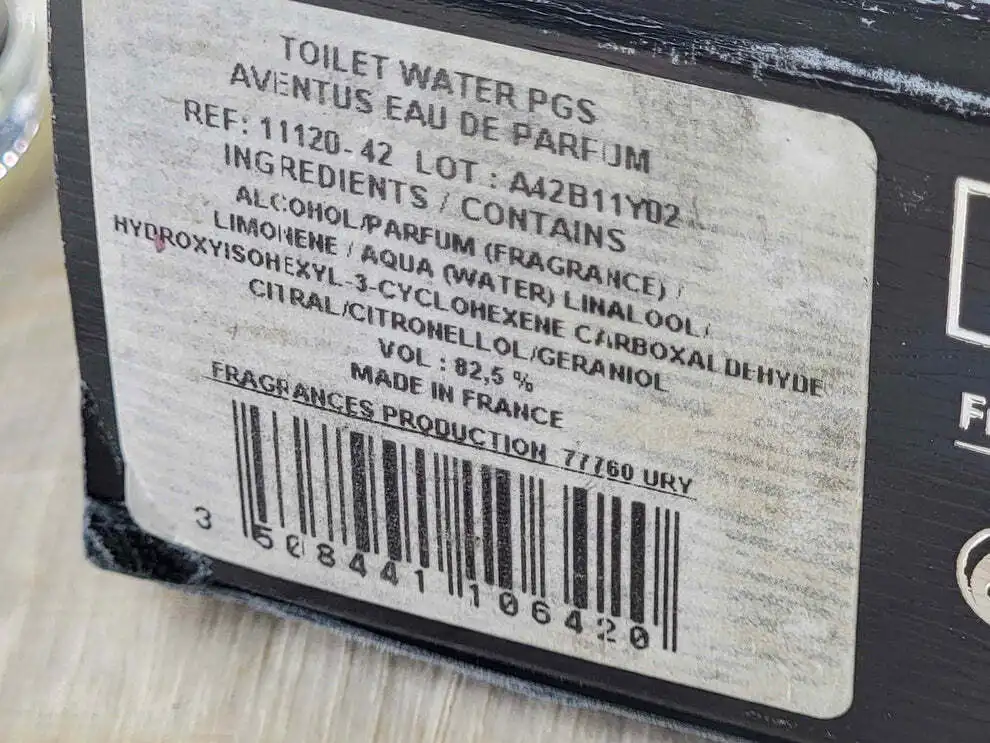 TOILET WATER PGS
AVENTUS EAU DE PARFUM
REF: 11120-42 LOT : A42B11Y02
INGREDIENTS / CONTAINS
ALCOHOL/PARFUM (FRAGRANCE) /
LIMONENE / AQUA (WATER) LINALOOL/
HYDROXYISOHEXYL-3-CYCLOHEXENE CARBOXALDEHYDE
CITRAL/CITRONELLOL/GERANIOL
VOL : 82,5 %
MADE IN FRANCE
FRAGRANCES PRODUCTION 77760 URY
3 508441 106420